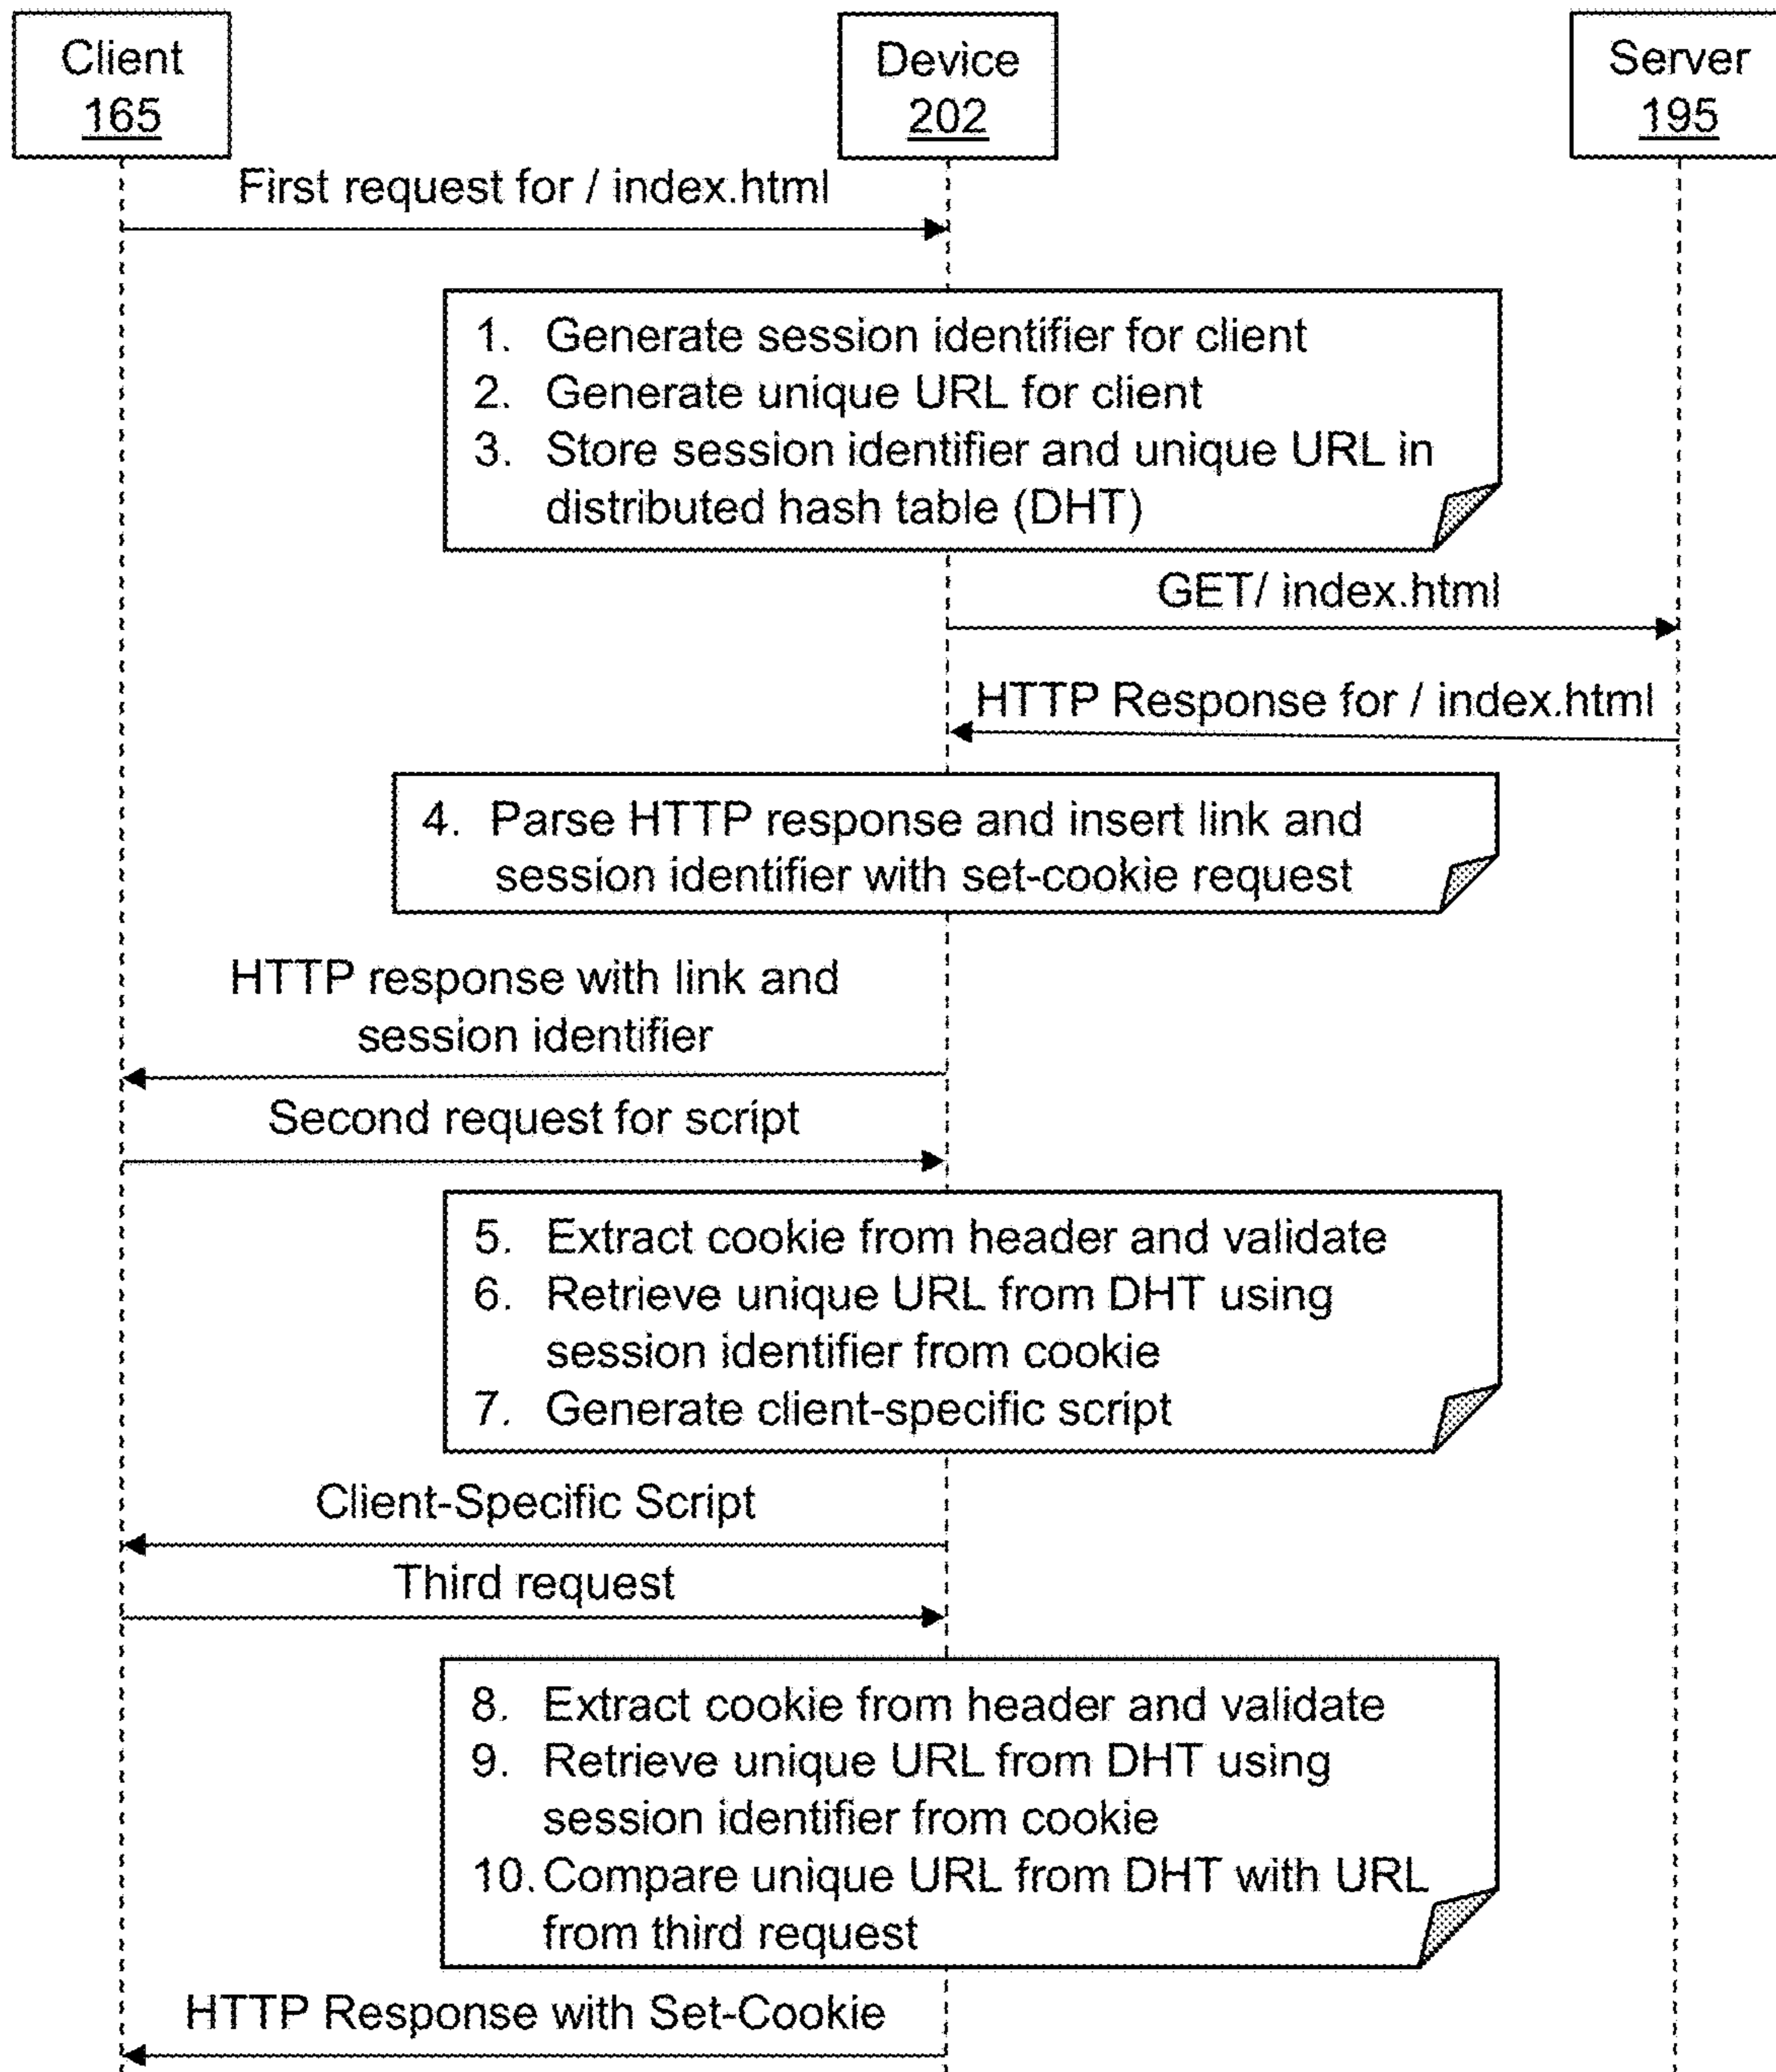 Client
165
Device
202
Server
195
First request for / index.html
1. Generate session identifier for client
2. Generate unique URL for client
3. Store session identifier and unique URL in
distributed hash table (DHT)
GET/ index.html
HTTP Response for / index.html
4. Parse HTTP response and insert link and
session identifier with set-cookie request
HTTP response with link and
session identifier
Second request for script
5. Extract cookie from header and validate
6. Retrieve unique URL from DHT using
session identifier from cookie
7. Generate client-specific script
Client-Specific Script
Third request
8. Extract cookie from header and validate
9. Retrieve unique URL from DHT using
session identifier from cookie
10. Compare unique URL from DHT with URL
from third request
HTTP Response with Set-Cookie